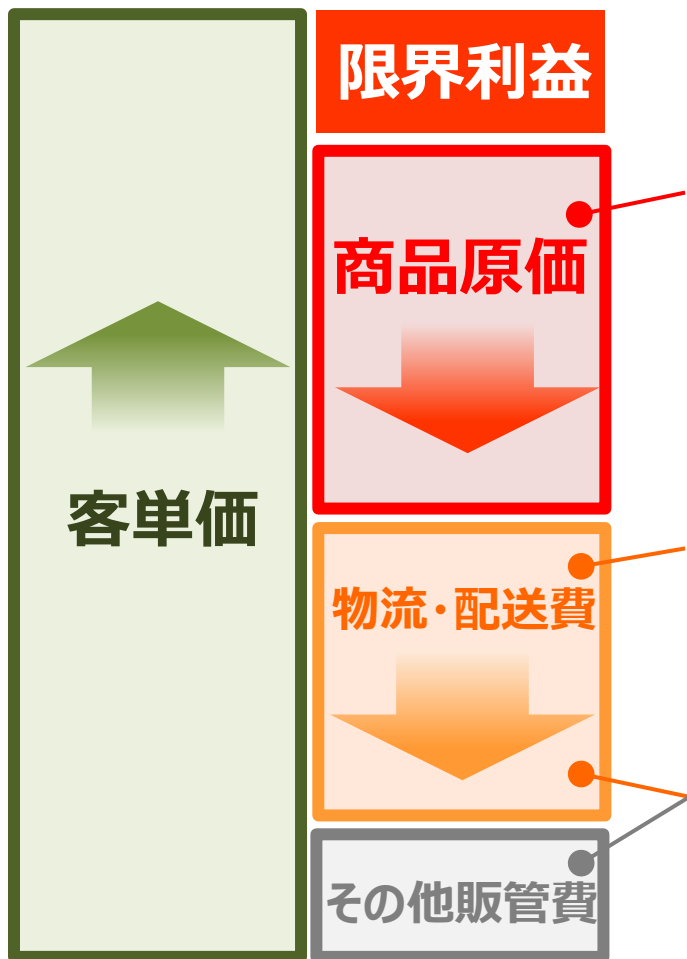 限界利益
商品原価
客単価
物流・配送費
その他販管費